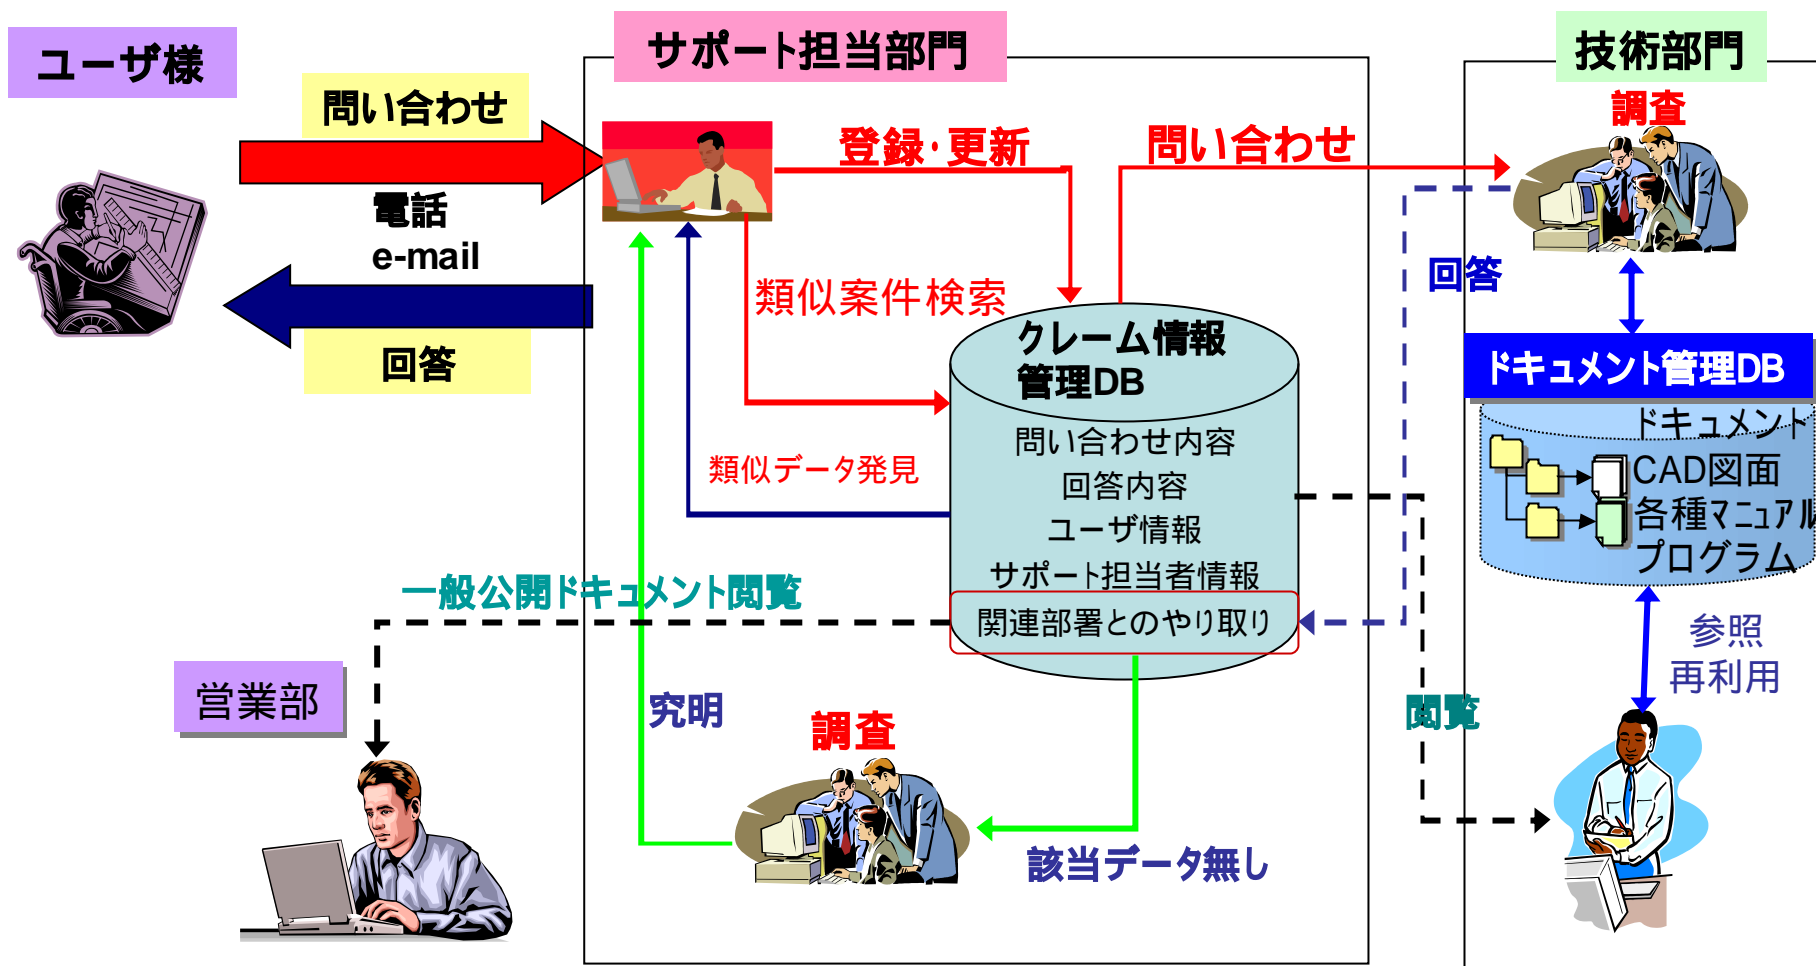 ユーザ様
サポート担当部門
技術部門
問い合わせ
電話
e-mail
回答
登録・更新
問い合わせ
調査
類似案件検索
回答
クレーム情報
管理DB
問い合わせ内容
回答内容
ユーザ情報
サポート担当者情報
関連部署とのやり取り
類似データ発見
ドキュメント管理DB
ドキュメント
CAD図面
各種マニュアル
プログラム
一般公開ドキュメント閲覧
営業部
究明
調査
該当データ無し
閲覧
参照
再利用